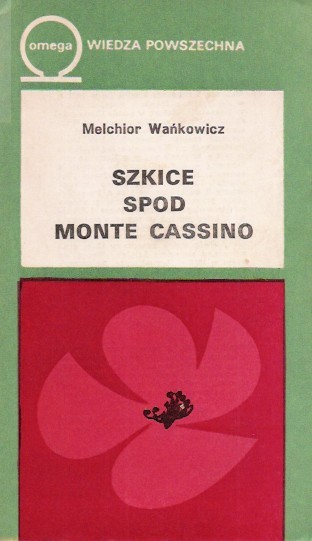 omega
WIEDZA POWSZECHNA
Melchior Wańkowicz
SZKICE
SPOD
MONTE CASSINO